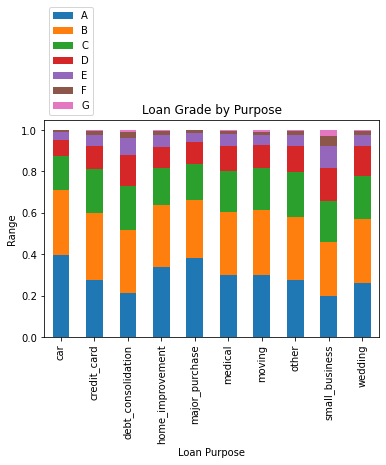 A
B
C
D
E
F
G
Loan Grade by Purpose
Range
1.0
0.8
0.6
0.4
0.2
0.0
car
credit_card
debt_consolidation
home_improvement
major_purchase
medical
moving
other
small_business
wedding
Loan Purpose